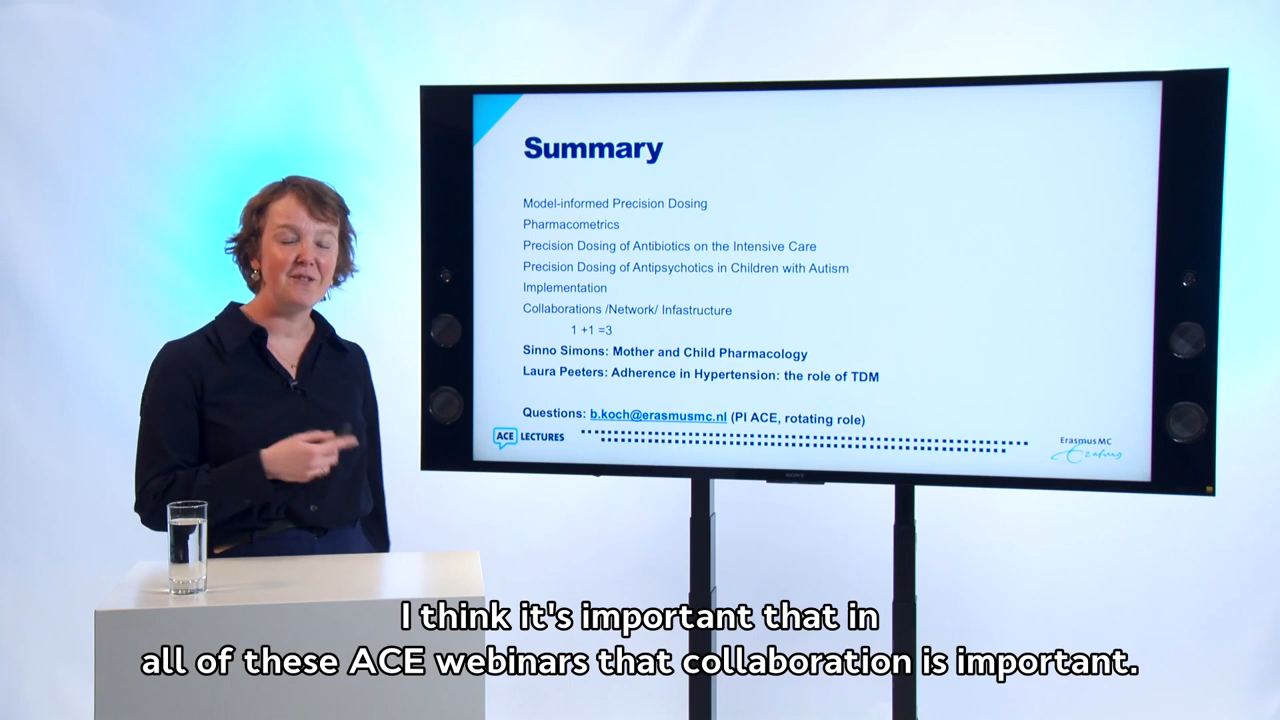 Summary
Model-informed Precision Dosing
Pharmacometrics
Precision Dosing of Antibiotics on the Intensive Care
Precision Dosing of Antipsychotics in Children with Autism
Implementation
Collaborations /Network/ Infastructure
1 +1 =3
Sinno Simons: Mother and Child Pharmacology
Laura Peeters: Adherence in Hypertension: the role of TDM
Questions: b.koch@erasmusmc.nl (PI ACE, rotating role)
ACE LECTURES
Erasmus MC
Erasmus
SONY
I think it's important that in
all of these ACE webinars that collaboration is important.